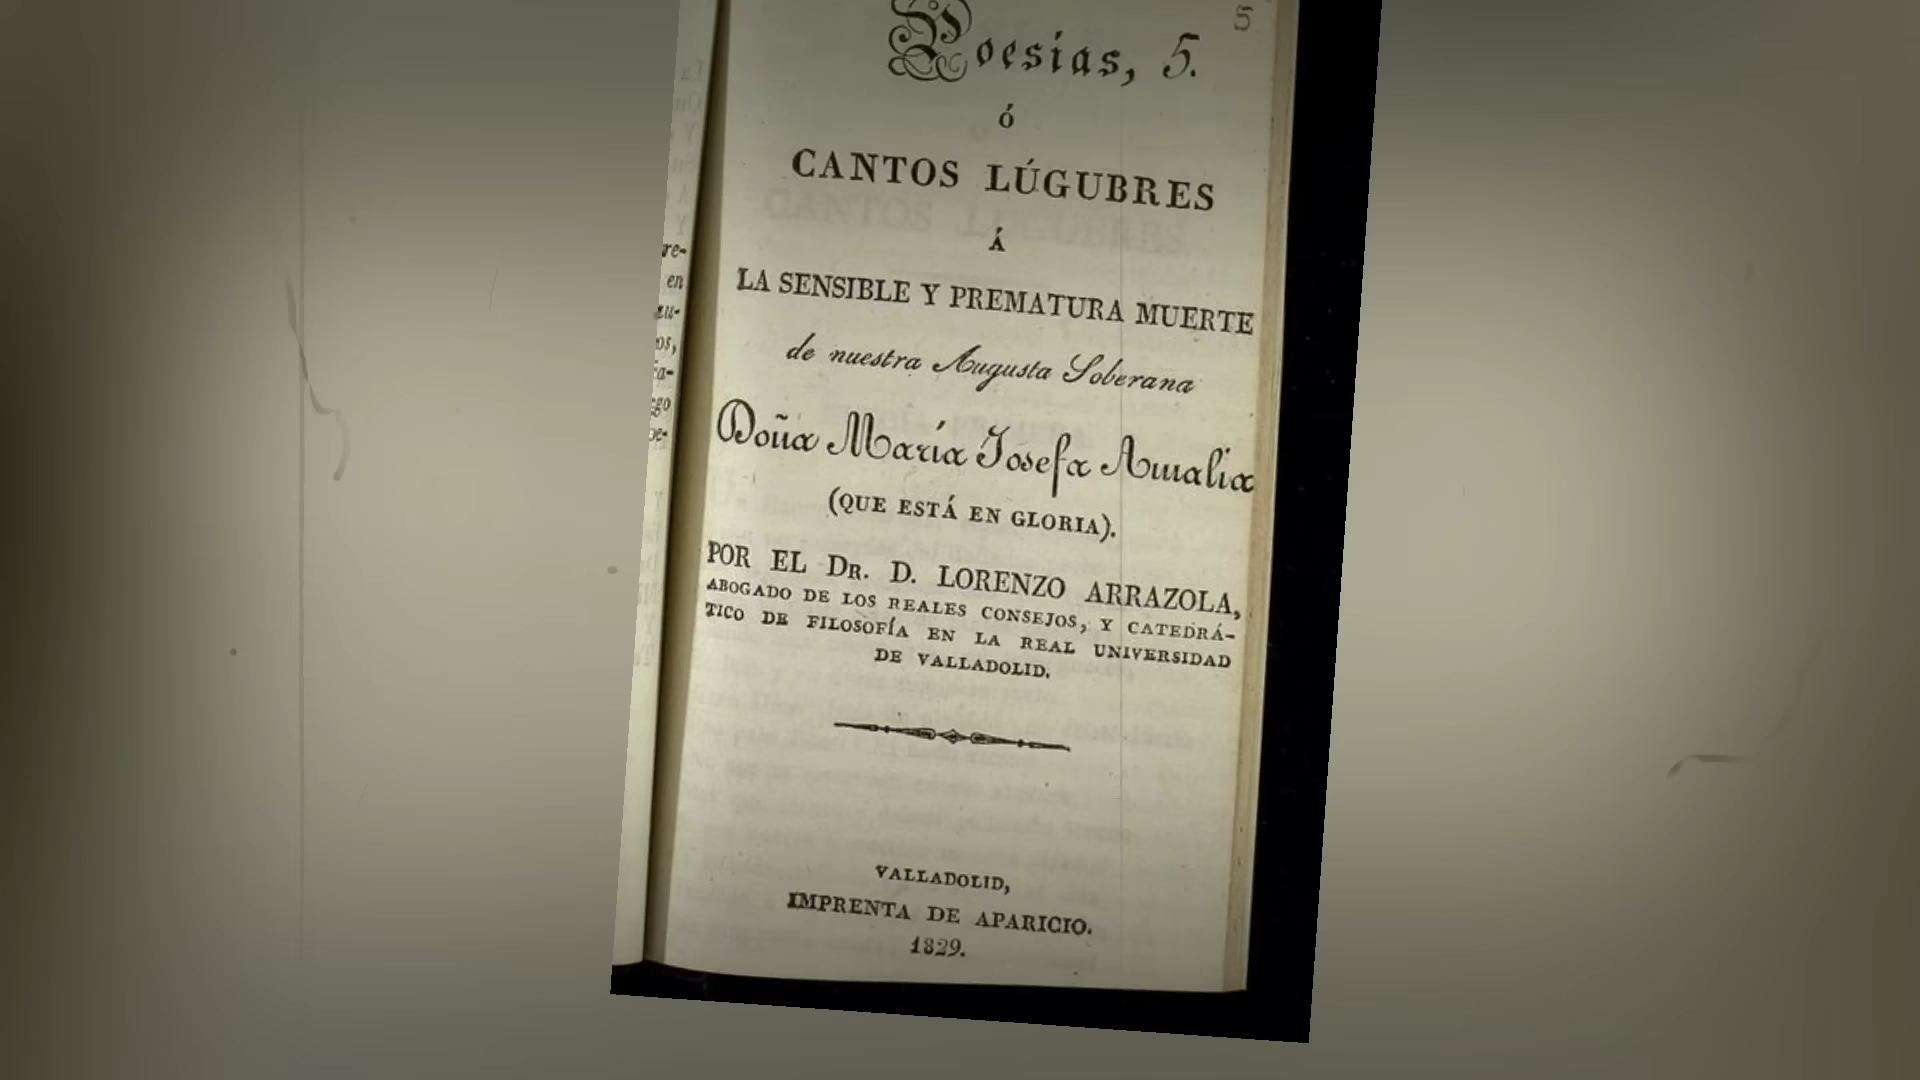 5
Poesías, 5.
ó
CANTOS LÚGUBRES
Á
LA SENSIBLE Y PREMATURA MUERTE
de nuestra Augusta Soberana
Doña María Josefa Amalia
(QUE ESTÁ EN GLORIA).
POR EL DR. D. LORENZO ARRAZOLA,
ABOGADO DE LOS REALES CONSEJOS, Y CATEDRÁ-
TICO DE FILOSOFÍA EN LA REAL UNIVERSIDAD
DE VALLADOLID.
VALLADOLID,
IMPRENTA DE APARICIO.
1829.